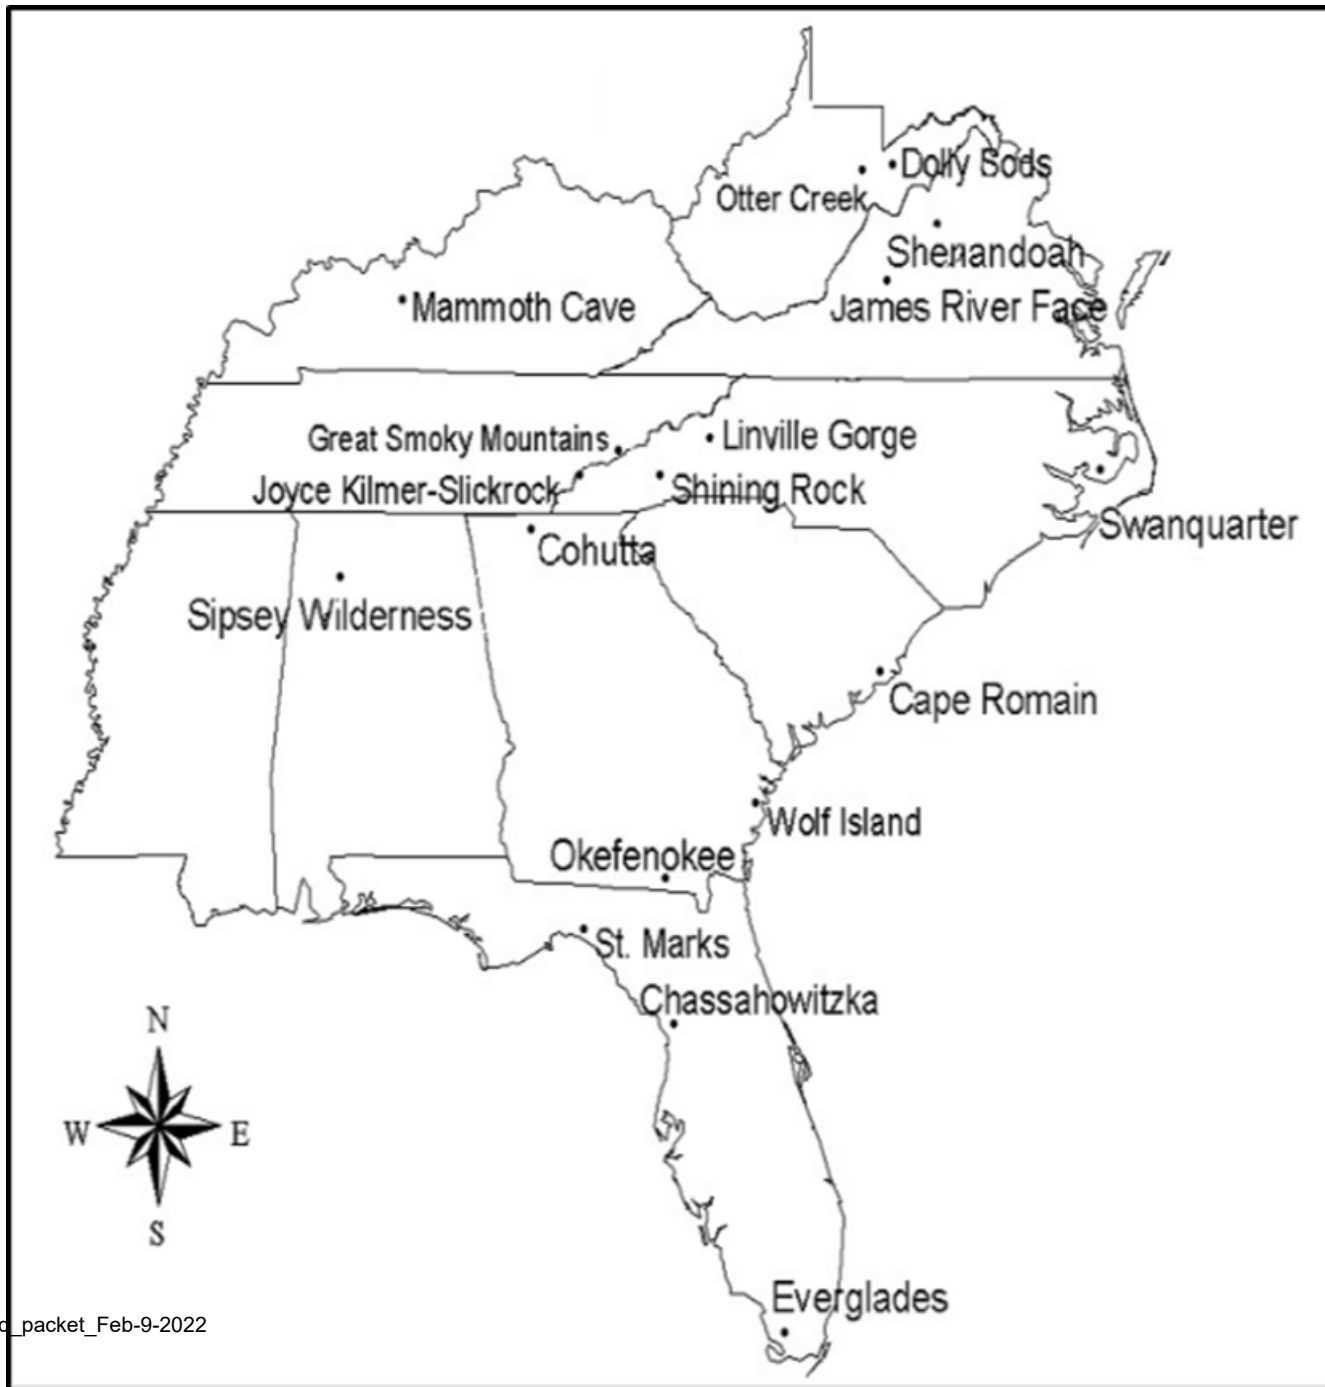 Dolly Sods
Otter Creek
Shenandoah
James River Face
Mammoth Cave
Great Smoky Mountains
Linville Gorge
Joyce Kilmer-Slickrock
Shining Rock
Swanquarter
Cohutta
Sipsey Wilderness
Cape Romain
Wolf Island
Okefenokee
St. Marks
Chassahowitzka
N
W
E
S
Everglades
_packet_Feb-9-2022